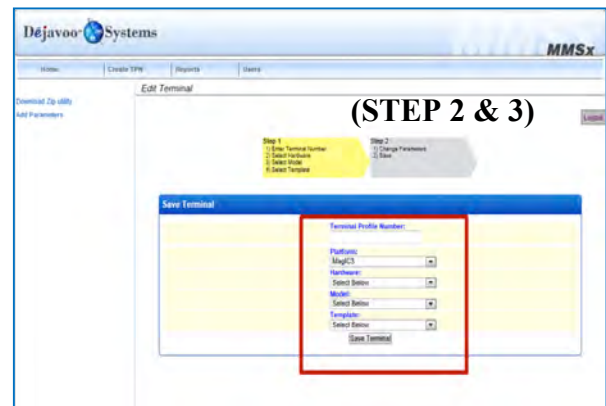 Dejavoo Systems
MMSx
Home Create TPN Reports Users
Edit Terminal
Download Zip utility
Add Parameters
(STEP 2 & 3)
Logout
Step 1
1) Enter Terminal Number
2) Select Hardware
3) Select Model
4) Select Template
Step 2
1) Change Parameters
2) Save
Save Terminal
Terminal Profile Number:
Platform:
MagIC3
Hardware:
Select Below
Model:
Select Below
Template:
Select Below
Save Terminal